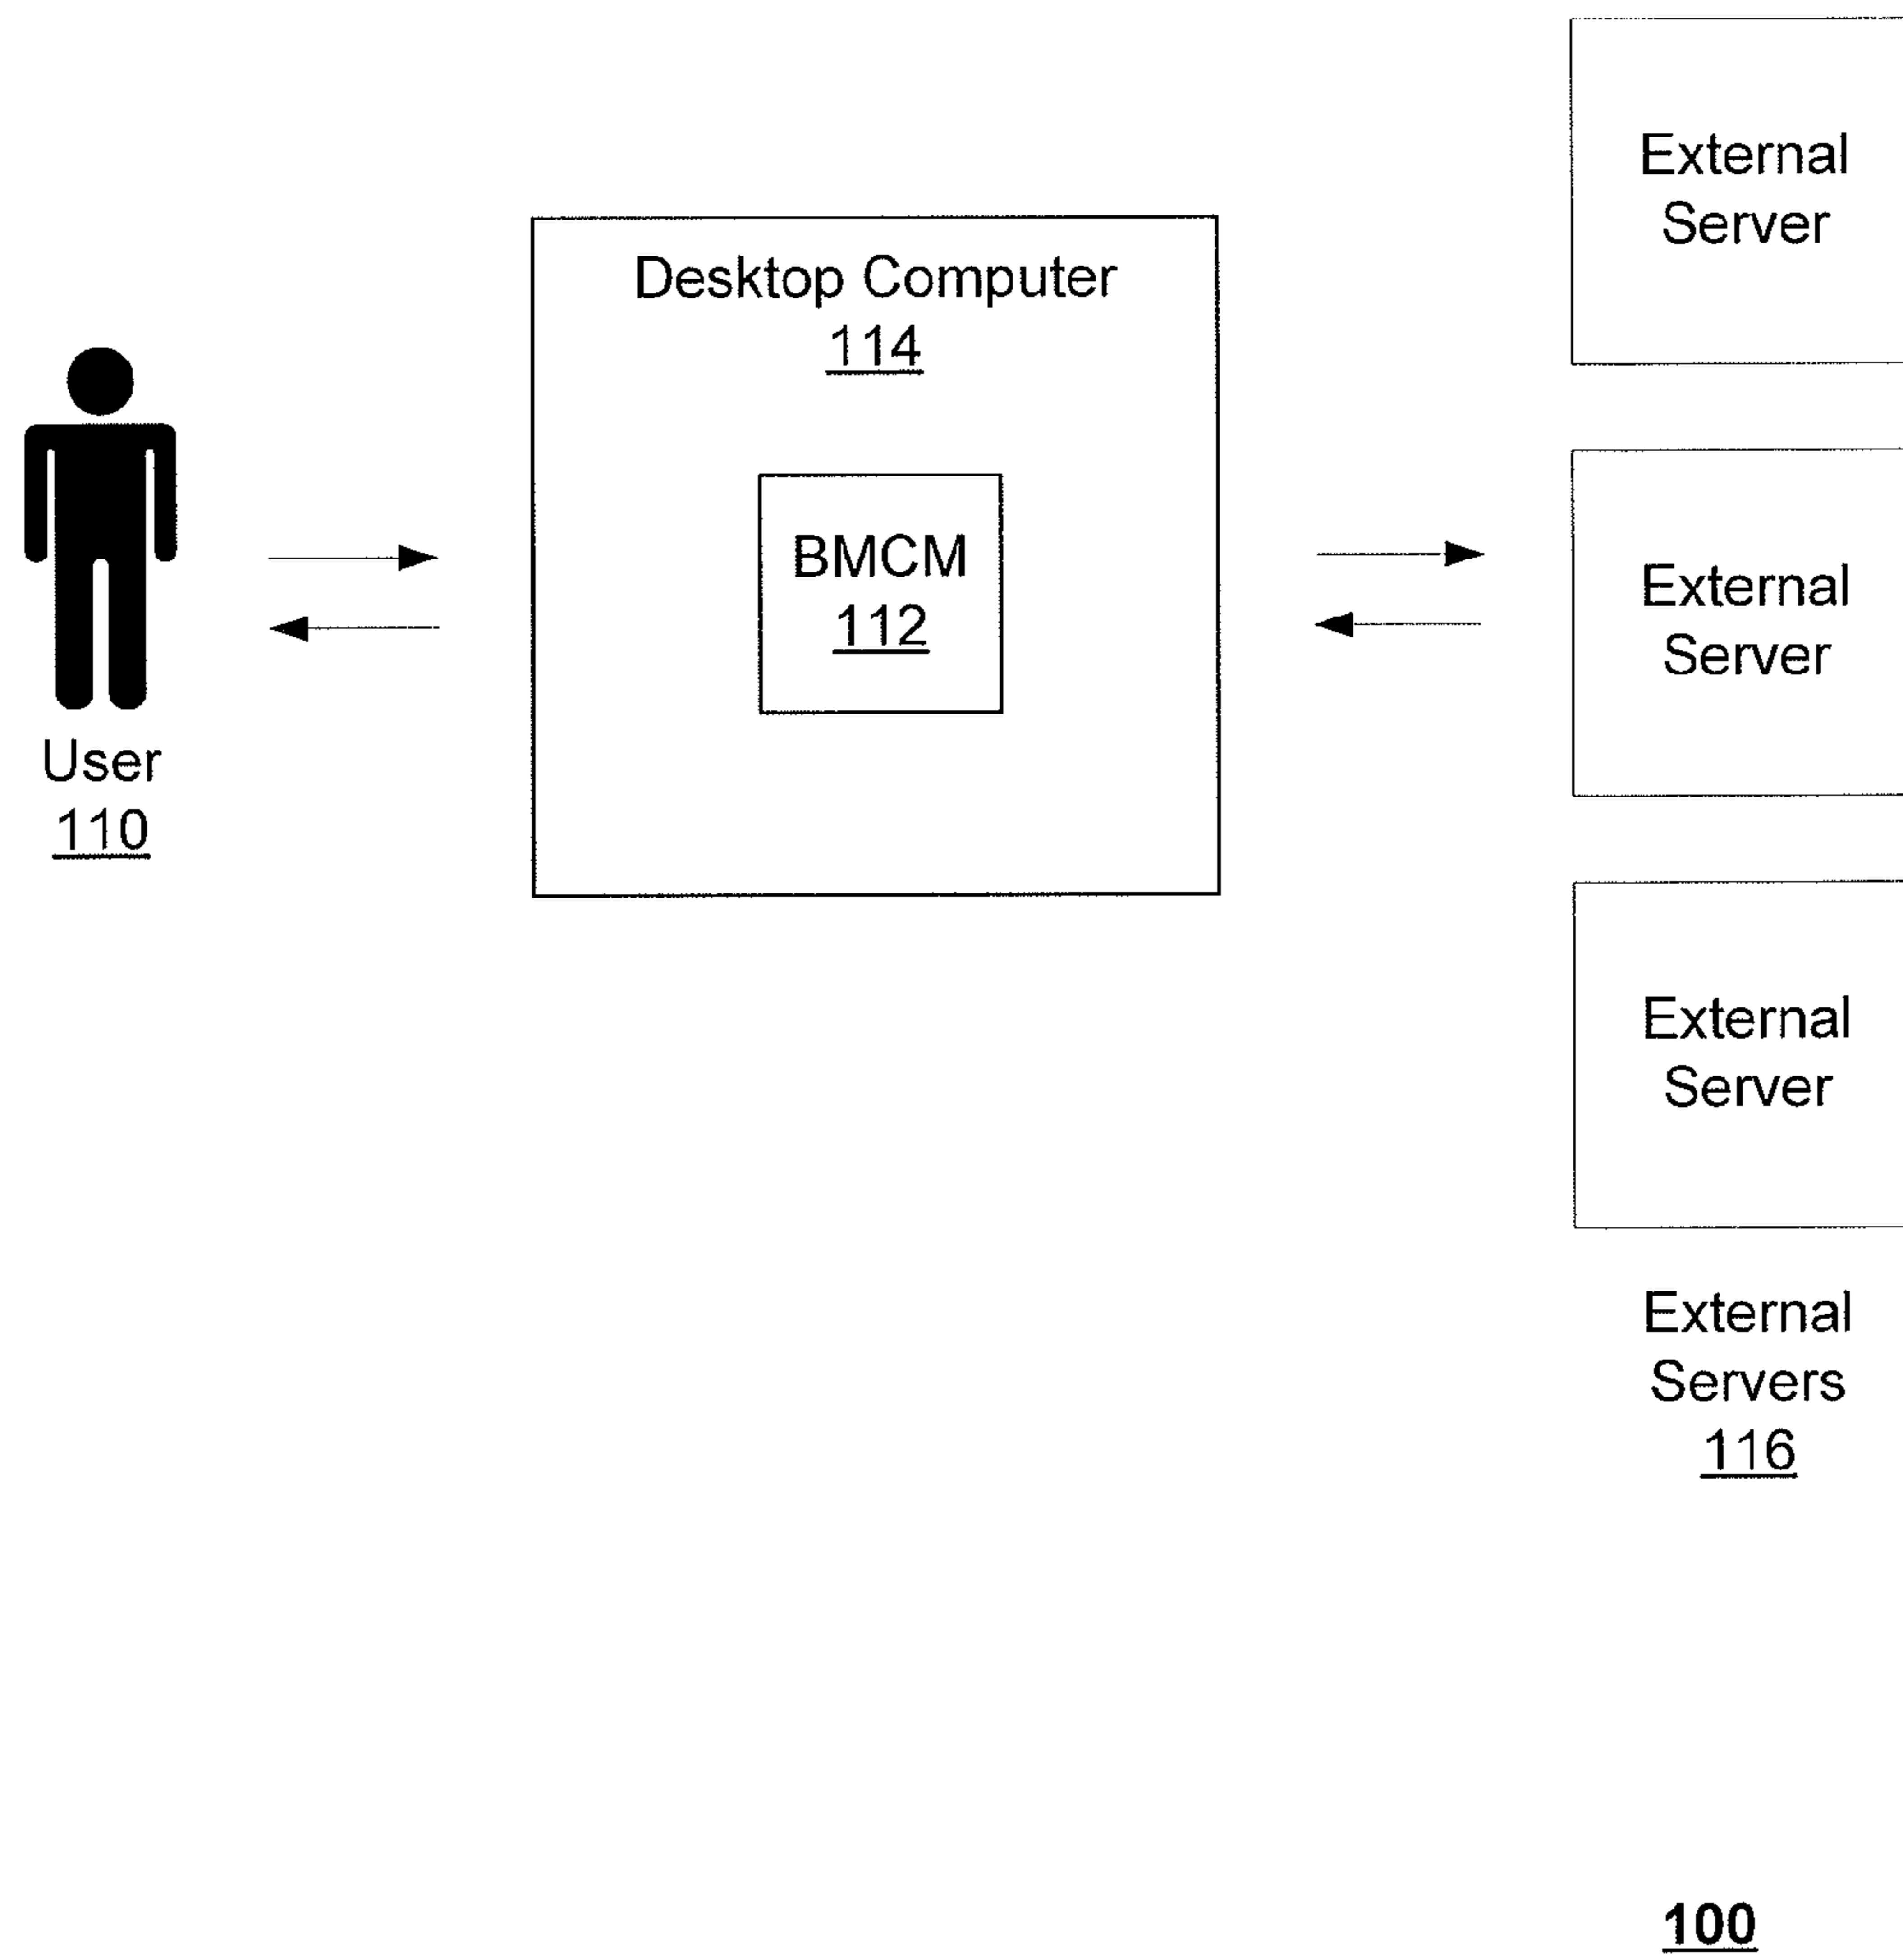 User
110
Desktop Computer
114
BMCM
112
External
Server
External
Server
External
Server
External
Servers
116
100